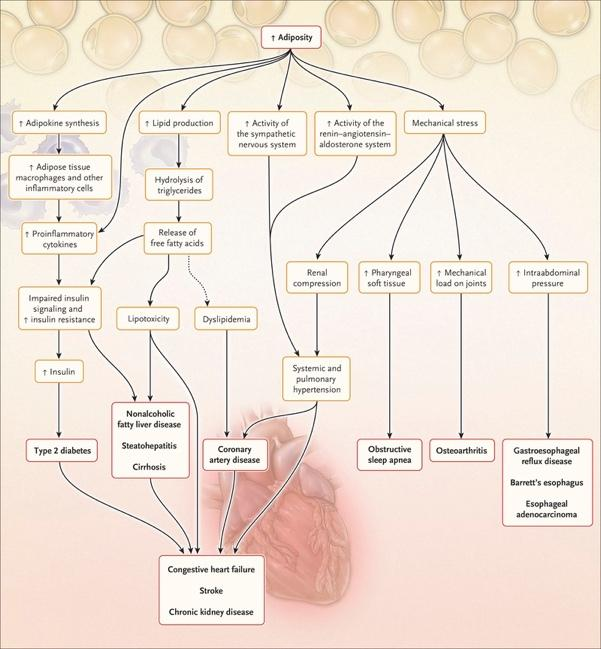 ↑ Adiposity
↑ Adipokine synthesis
↑ Lipid production
↑ Activity of
the sympathetic
nervous system
↑ Activity of the
renin–angiotensin–
aldosterone system
Mechanical stress
↑ Adipose tissue
macrophages and other
inflammatory cells
Hydrolysis of
triglycerides
↑ Proinflammatory
cytokines
Release of
free fatty acids
Renal
compression
↑ Pharyngeal
soft tissue
↑ Mechanical
load on joints
↑ Intraabdominal
pressure
Impaired insulin
signaling and
↑ insulin resistance
Lipotoxicity
Dyslipidemia
↑ Insulin
Systemic and
pulmonary
hypertension
Type 2 diabetes
Nonalcoholic
fatty liver disease
Steatohepatitis
Cirrhosis
Coronary
artery disease
Obstructive
sleep apnea
Osteoarthritis
Gastroesophageal
reflux disease
Barrett's esophagus
Esophageal
adenocarcinoma
Congestive heart failure
Stroke
Chronic kidney disease